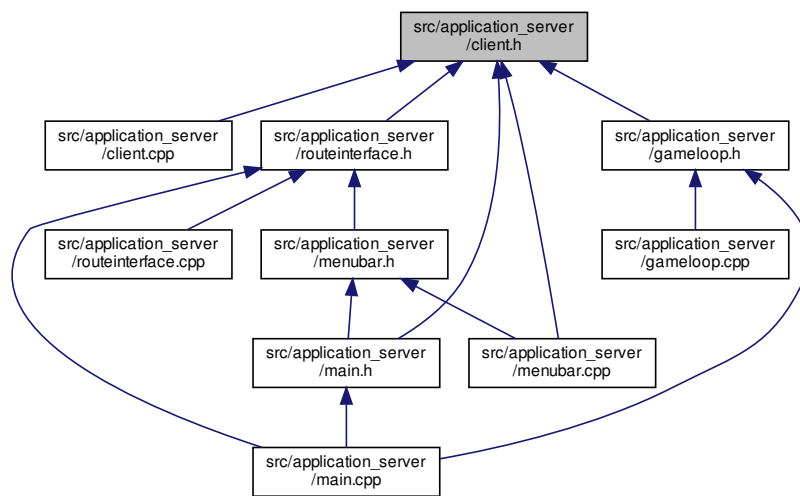 src/application_server
/client.h
src/application_server
/client.cpp
src/application_server
/routeinterface.h
src/application_server
/gameloop.h
src/application_server
/routeinterface.cpp
src/application_server
/menubar.h
src/application_server
/gameloop.cpp
src/application_server
/main.h
src/application_server
/menubar.cpp
src/application_server
/main.cpp